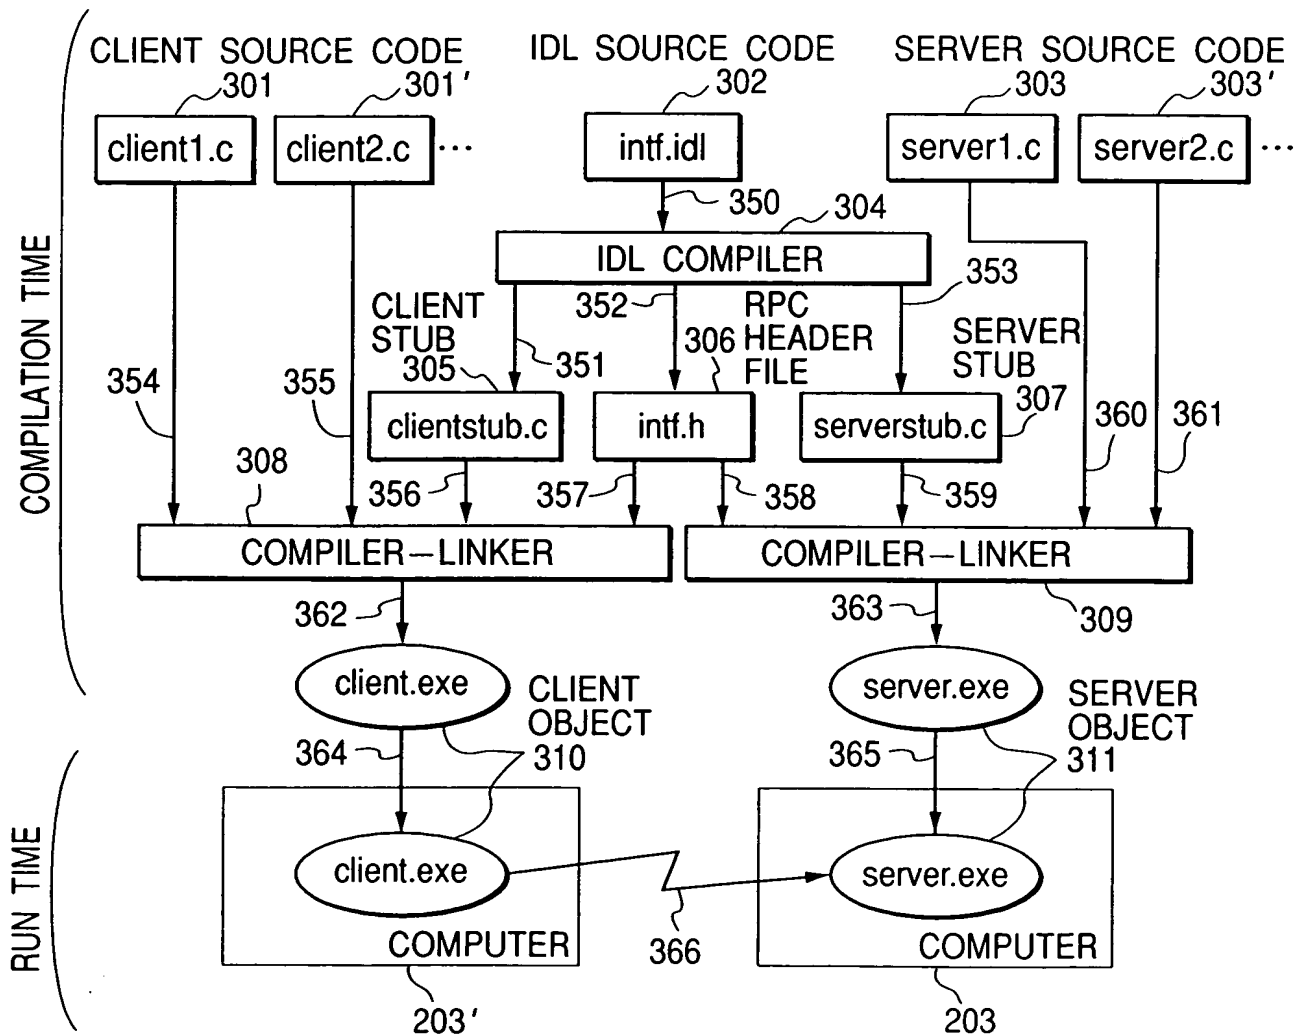 CLIENT SOURCE CODE
IDL SOURCE CODE
SERVER SOURCE CODE
301
301'
302
303
303'
client1.c
client2.c
...
intf.idl
server1.c
server2.c
...
350
304
IDL COMPILER
COMPILATION TIME
CLIENT
STUB
305
351
352
RPC
HEADER
FILE
306
353
SERVER
STUB
307
354
355
360
361
clientstub.c
intf.h
serverstub.c
308
356
357
358
359
COMPILER-LINKER
COMPILER-LINKER
362
363
309
client.exe
CLIENT
OBJECT
310
server.exe
SERVER
OBJECT
311
364
365
RUN TIME
client.exe
server.exe
COMPUTER
366
COMPUTER
203'
203